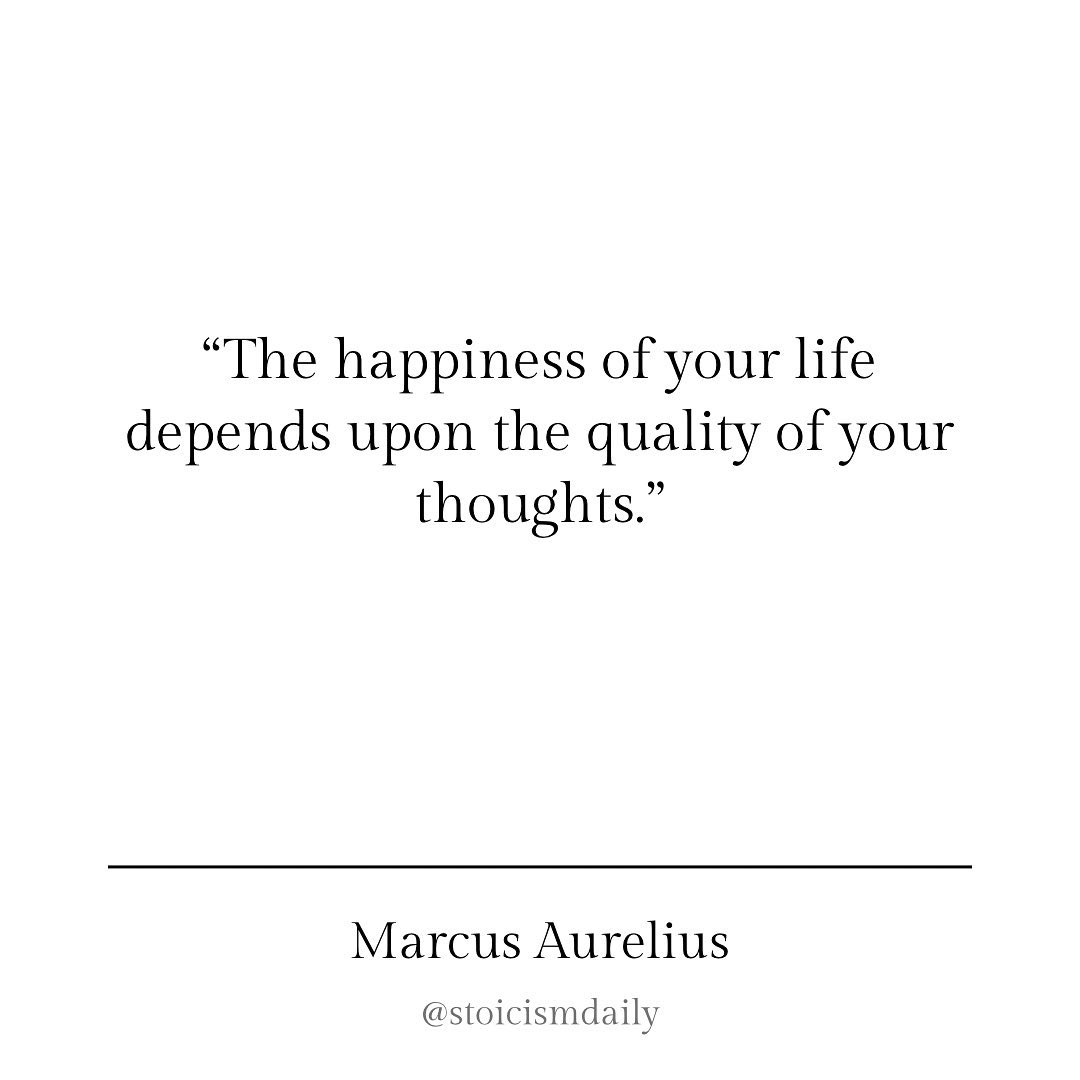 “The happiness of your life
depends upon the quality of your
thoughts.”
Marcus Aurelius
@stoicismdaily